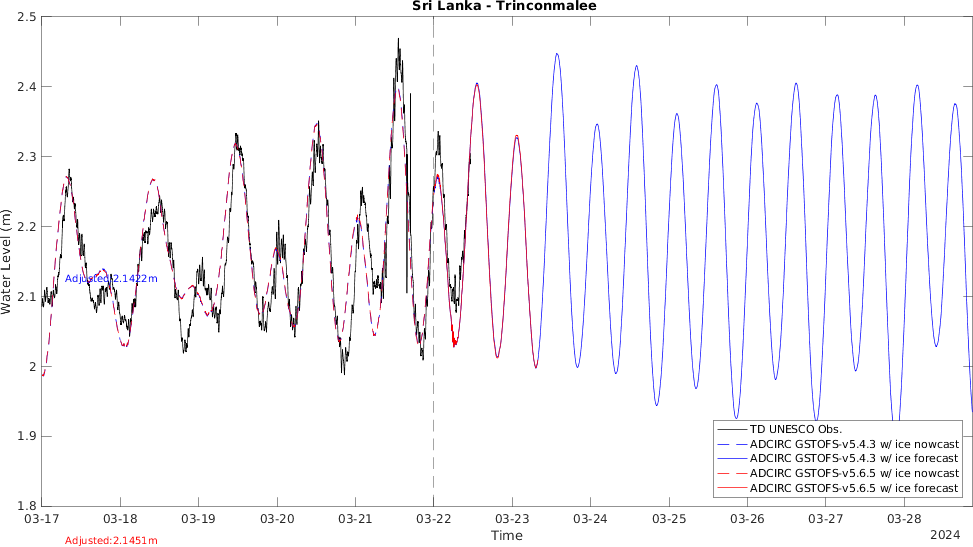 Sri Lanka - Trinconmalee
2.5
2.4
2.3
2.2
2.1
2
1.9
1.8
Water Level (m)
Adjusted:2.1422m
TD UNESCO Obs.
ADCIRC GSTOFS-v5.4.3 w/ ice nowcast
ADCIRC GSTOFS-v5.4.3 w/ ice forecast
ADCIRC GSTOFS-v5.6.5 w/ ice nowcast
ADCIRC GSTOFS-v5.6.5 w/ ice forecast
03-17 03-18 03-19 03-20 03-21 03-22 03-23 03-24 03-25 03-26 03-27 03-28
Time
2024
Adjusted:2.1451m